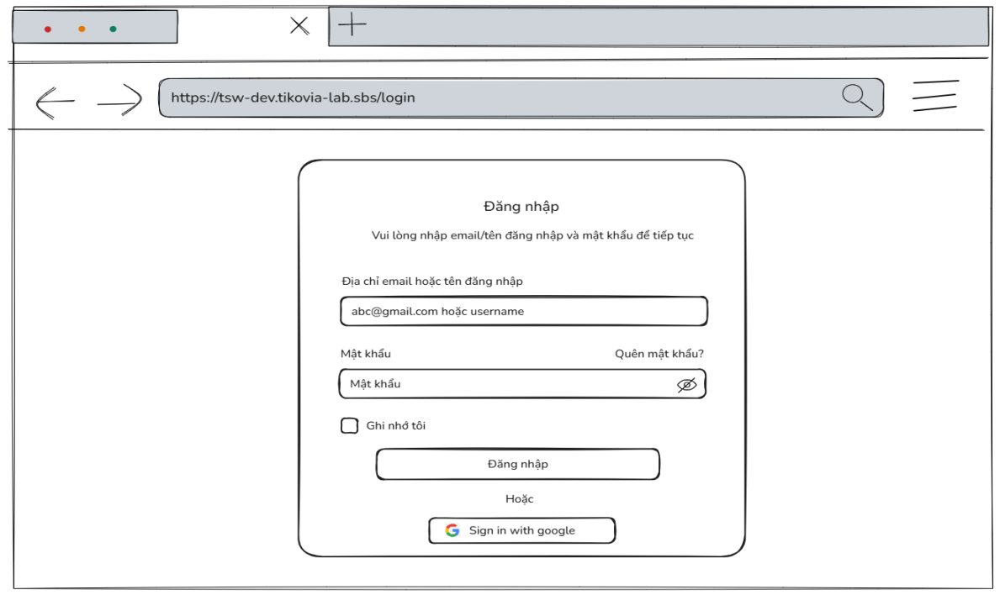 https://tsw-dev.tikovia-lab.sbs/login
Đăng nhập
Vui lòng nhập email/tên đăng nhập và mật khẩu để tiếp tục
Địa chỉ email hoặc tên đăng nhập
abc@gmail.com hoặc username
Mật khẩu Quên mật khẩu?
Mật khẩu
Ghi nhớ tôi
Đăng nhập
Hoặc
Sign in with google